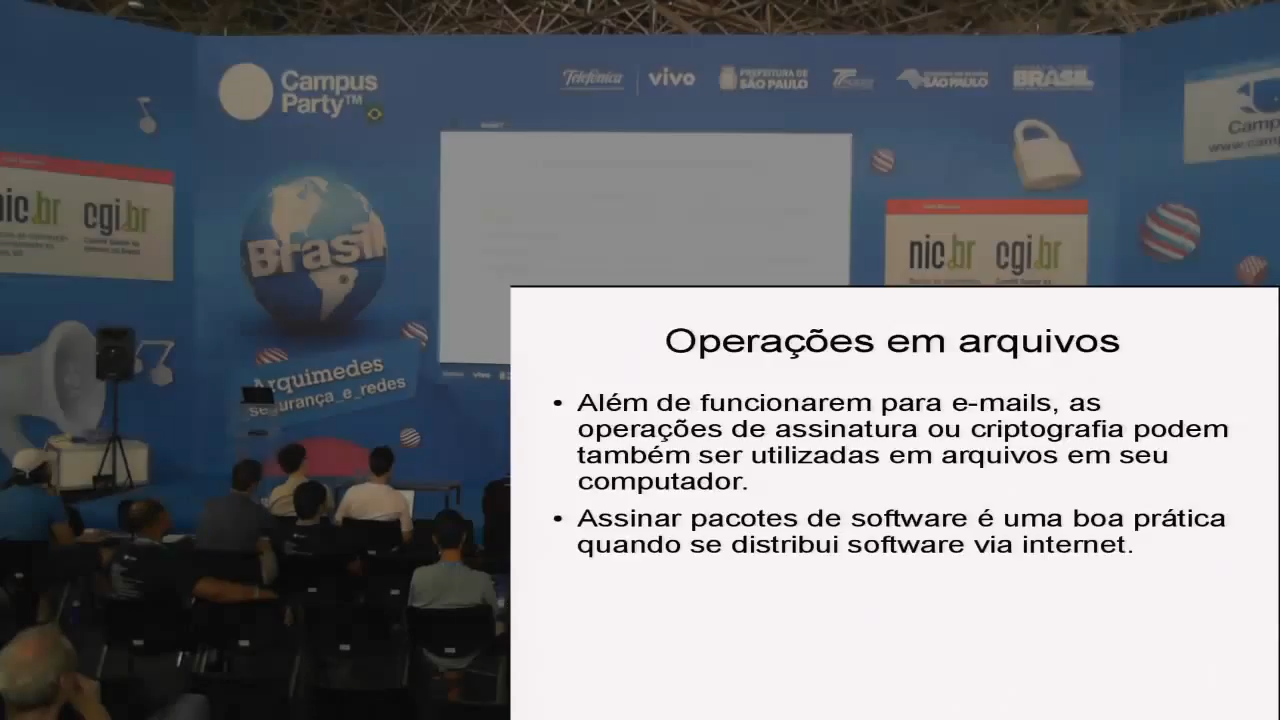 Campus
Party™
Telefónica
vivo
PREFEITURA DE
SÃO PAULO
SÃO PAULO
BRASIL
Camp
www.camp
nic.br cgi.br
Brasil
nic.br cgi.br
Arquimedes
segurança_e_redes
Operações em arquivos
• Além de funcionarem para e-mails, as
operações de assinatura ou criptografia podem
também ser utilizadas em arquivos em seu
computador.
• Assinar pacotes de software é uma boa prática
quando se distribui software via internet.